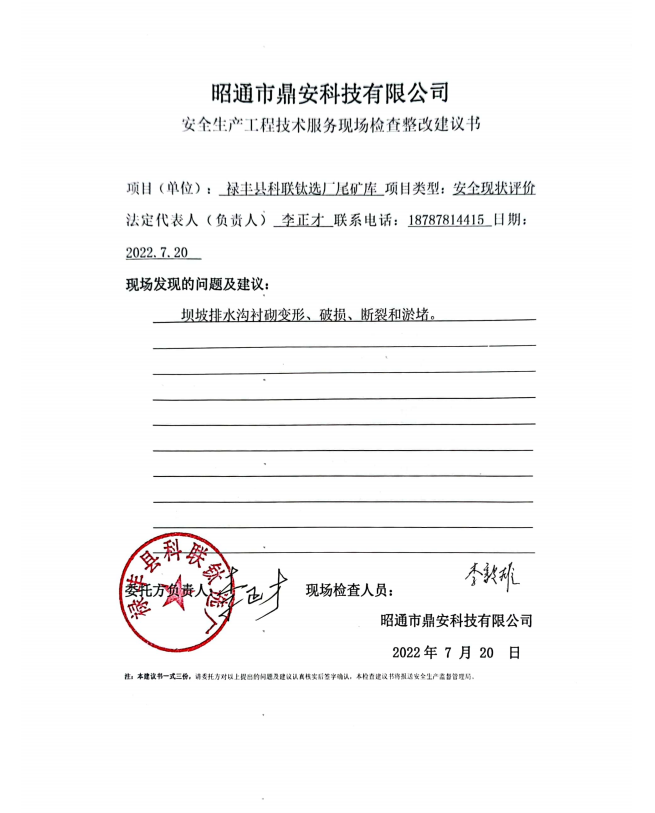 昭通市鼎安科技有限公司
安全生产工程技术服务现场检查整改建议书
项目（单位）：禄丰县科联钛选厂尾矿库 项目类型：安全现状评价
法定代表人（负责人）李正才 联系电话：18787814415 日期：
2022.7.20
现场发现的问题及建议：
坝坡排水沟衬砌变形、破损、断裂和淤堵。
禄丰县科联钛选厂
委托方负责人：李正才 现场检查人员：
昭通市鼎安科技有限公司
2022 年 7 月 20 日
注：本建议书一式三份，请委托方对以上提出的问题及建议认真核实后签字确认，本检查建议书将报送安全生产监督管理局。